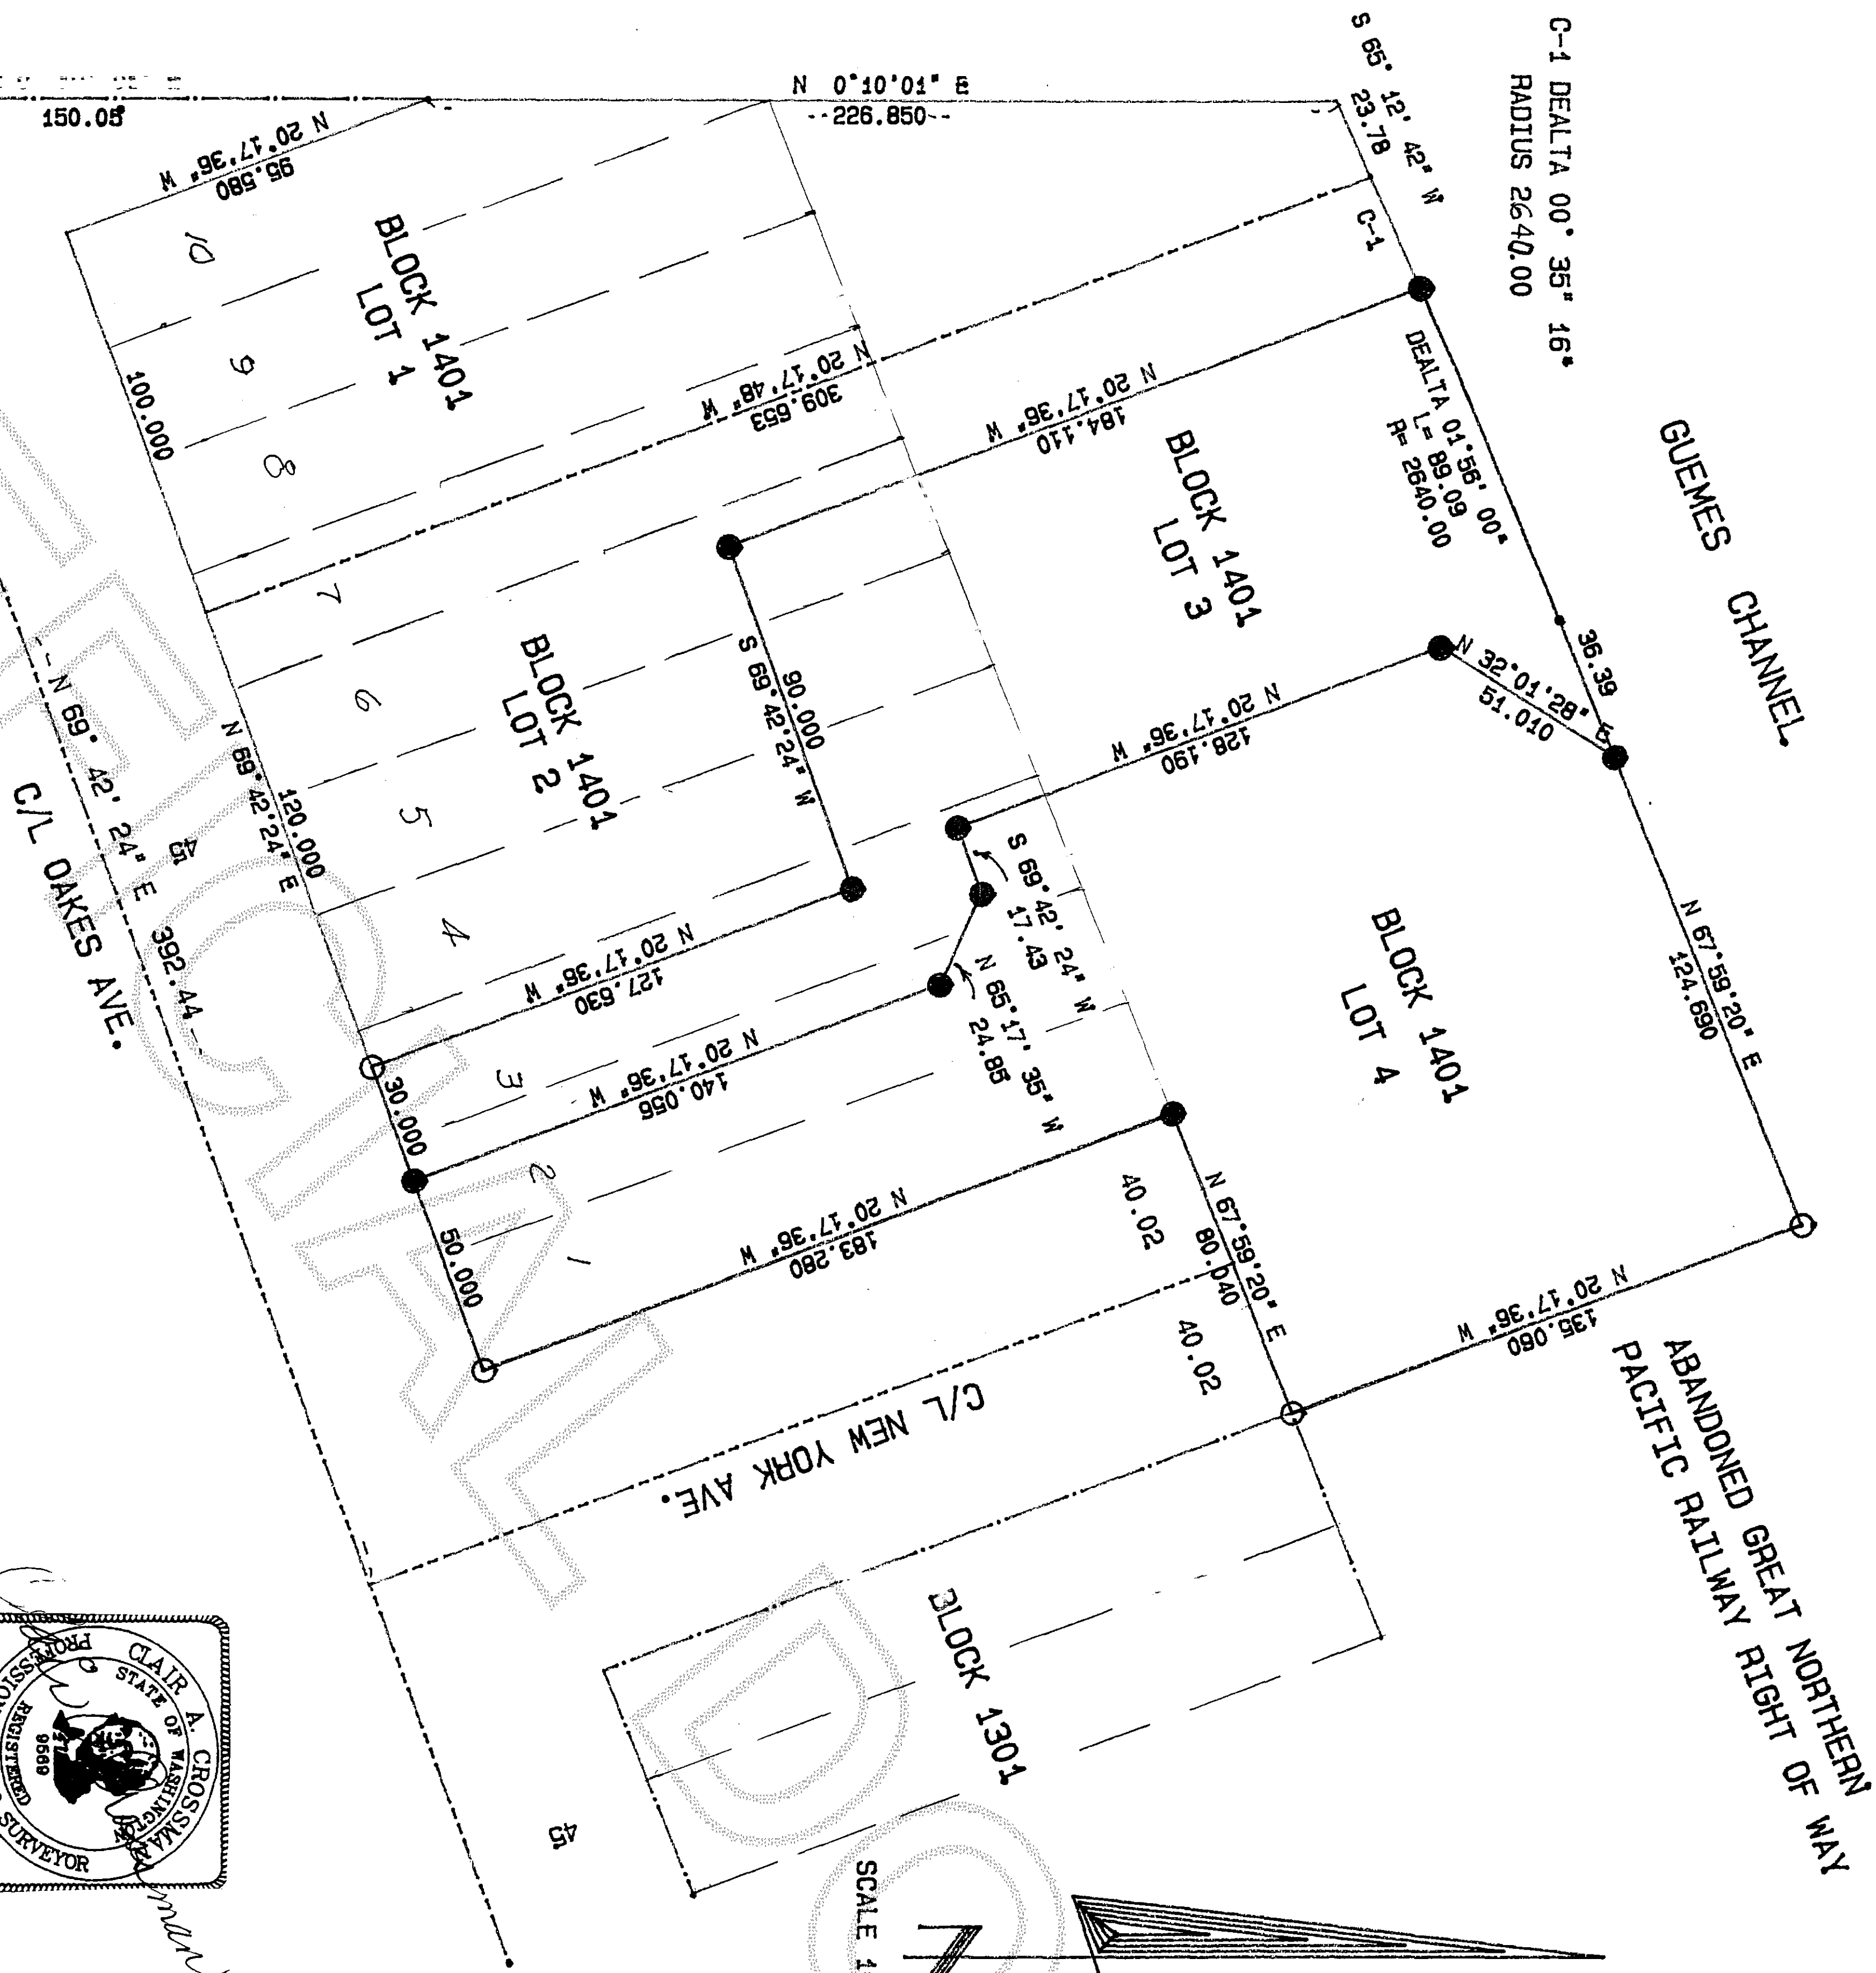 C-1 DEALTA 00° 35" 16"
RADIUS 2640.00
S 65° 12' 42" W
23.78
C-1
GUEMES CHANNEL
DEALTA 01°56' 00"
L= 89.09
R= 2640.00
36.39
N 32°01'28" E
51.010
N 67°59'20" E
124.690
ABANDONED GREAT NORTHERN
PACIFIC RAILWAY RIGHT OF WAY
N 20°17'36" W
135.060
N 0°10'01" E
--226.850--
150.05
N 20°17'36" W
95.580
BLOCK 1401
LOT 1
N 20°17'48" W
309.653
N 20°17'36" W
184.110
BLOCK 1401
LOT 3
N 20°17'36" W
128.190
BLOCK 1401
LOT 4
90.000
S 69°42'24" W
S 69°42' 24" W
17.43
N 65°17' 35" W
24.85
BLOCK 1401
LOT 2
N 20°17'36" W
127.630
N 20°17'36" W
140.056
N 20°17'36" W
183.280
N 67°59'20" E
80.040
40.02
40.02
10
9
8
7
6
5
4
3
2
1
100.000
120.000
N 69°42'24" E
30.000
50.000
N 69° 42' 24" E 392.44
45
C/L OAKES AVE.
C/L NEW YORK AVE.
BLOCK 1301
45
SCALE 1
N
CLAIR A. CROSSMAN
STATE OF WASHINGTON
9569
REGISTERED
SURVEYOR